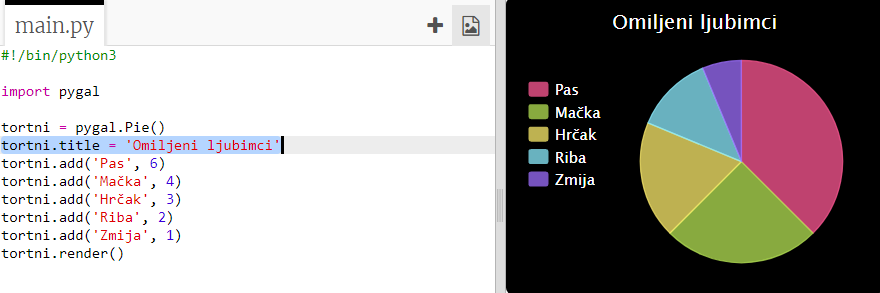 main.py
#!/bin/python3
import pygal
tortni = pygal.Pie()
tortni.title = 'Omiljeni ljubimci'
tortni.add('Pas', 6)
tortni.add('Mačka', 4)
tortni.add('Hrčak', 3)
tortni.add('Riba', 2)
tortni.add('Zmija', 1)
tortni.render()
Omiljeni ljubimci
Pas
Mačka
Hrčak
Riba
Zmija